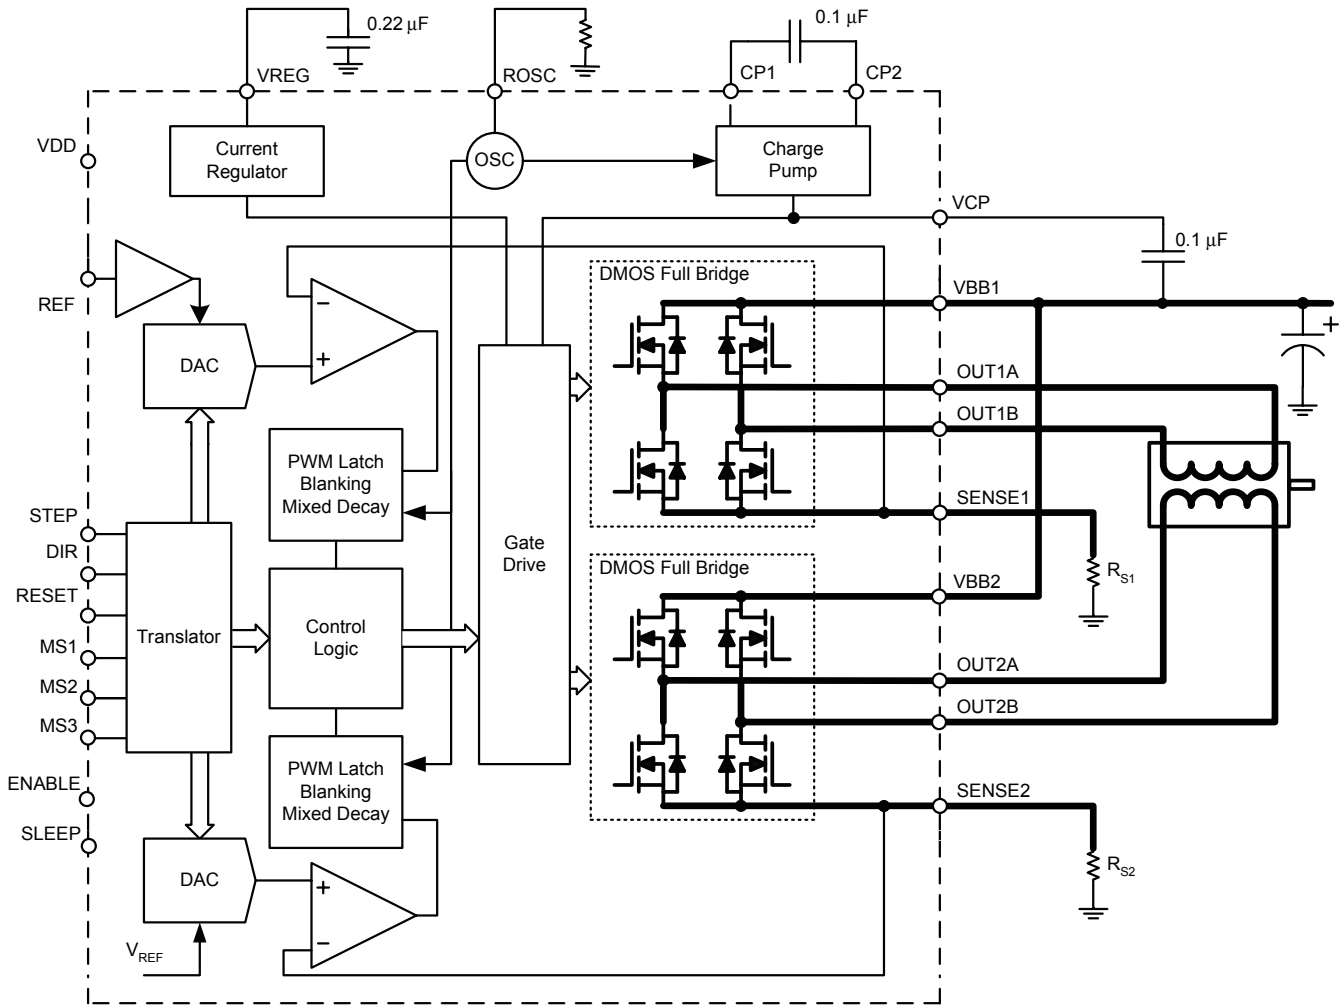 0.22 μF
0.1 μF
VREG
ROSC
CP1
CP2
VDD
Current
Regulator
OSC
Charge
Pump
VCP
0.1 μF
REF
DMOS Full Bridge
VBB1
+
−
+
DAC
OUT1A
OUT1B
PWM Latch
Blanking
Mixed Decay
SENSE1
STEP
DIR
RESET
MS1
MS2
MS3
Translator
Control
Logic
Gate
Drive
DMOS Full Bridge
RS1
VBB2
OUT2A
OUT2B
ENABLE
SLEEP
PWM Latch
Blanking
Mixed Decay
SENSE2
DAC
+
−
RS2
VREF